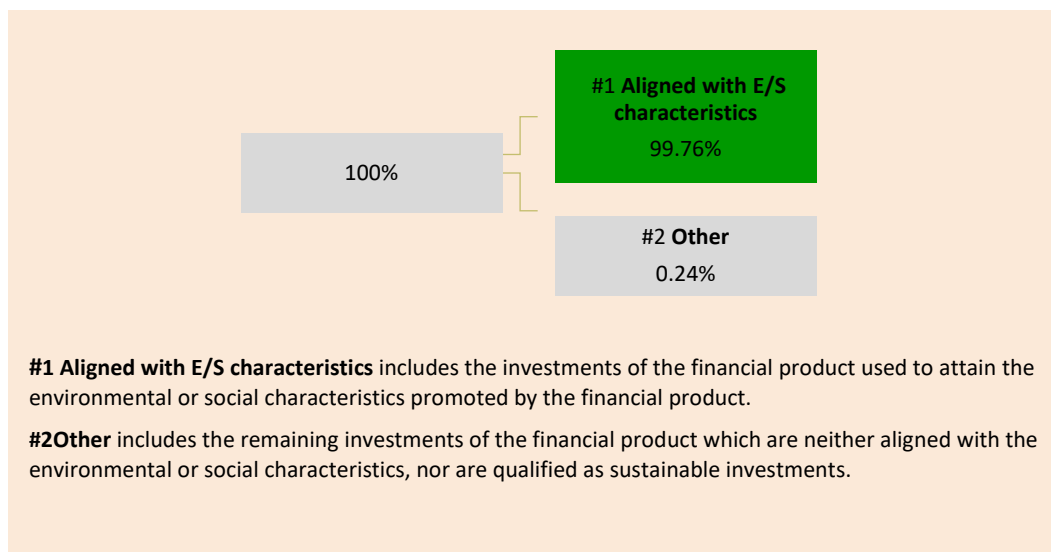 #1 Aligned with E/S
characteristics
99.76%
100%
#2 Other
0.24%
#1 Aligned with E/S characteristics includes the investments of the financial product used to attain the
environmental or social characteristics promoted by the financial product.
#2Other includes the remaining investments of the financial product which are neither aligned with the
environmental or social characteristics, nor are qualified as sustainable investments.